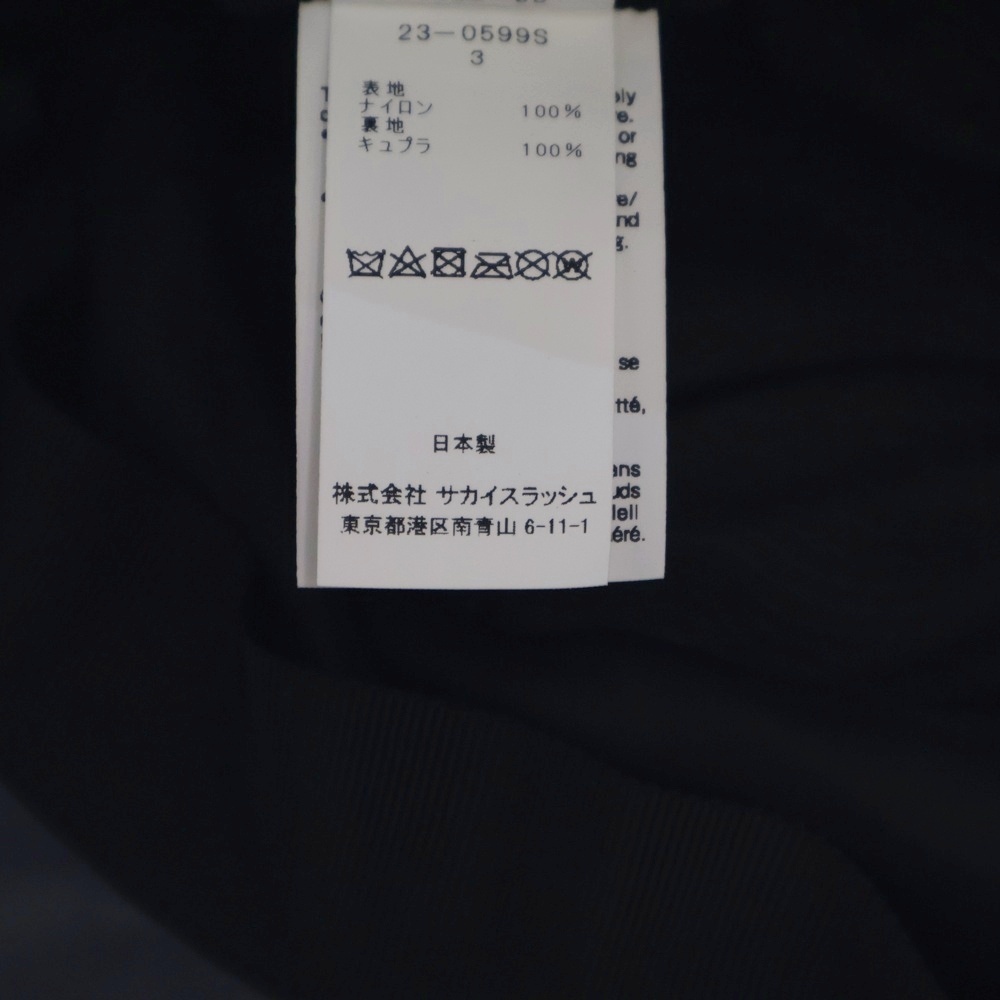 23-0599S
3
表地
ナイロン 100%
裏地
キュプラ 100%
日本製
株式会社 サカイスラッシュ
東京都港区南青山 6-11-1
or
se